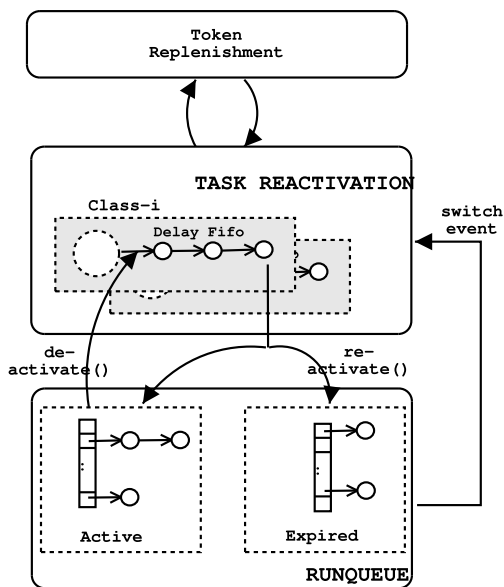 Token
Replenishment
TASK REACTIVATION
Class-i
Delay Fifo
switch
event
de-
activate()
re-
activate()
Active
Expired
RUNQUEUE